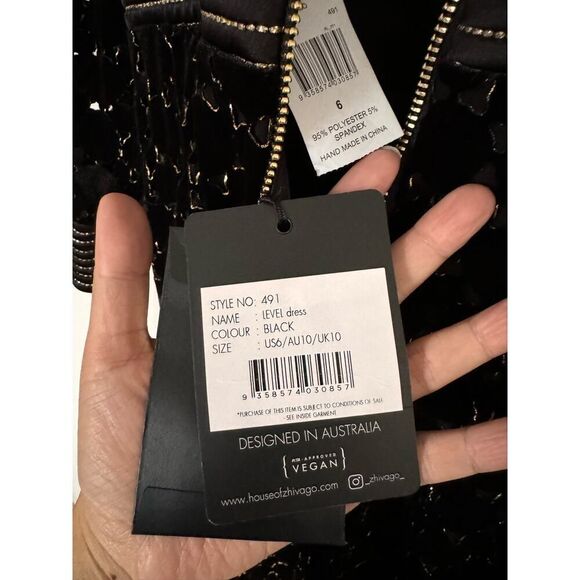 491
9 358574 030857
6
95% POLYESTER 5%
SPANDEX
HAND MADE IN CHINA
STYLE NO: 491
NAME : LEVEL dress
COLOUR : BLACK
SIZE : US6/AU10/UK10
9 358574 030857
*PURCHASE OF THIS ITEM IS SUBJECT TO CONDITIONS OF SALE
- SEE INSIDE GARMENT
DESIGNED IN AUSTRALIA
PETA - APPROVED
VEGAN
www.houseofzhivago.com
_zhivago_